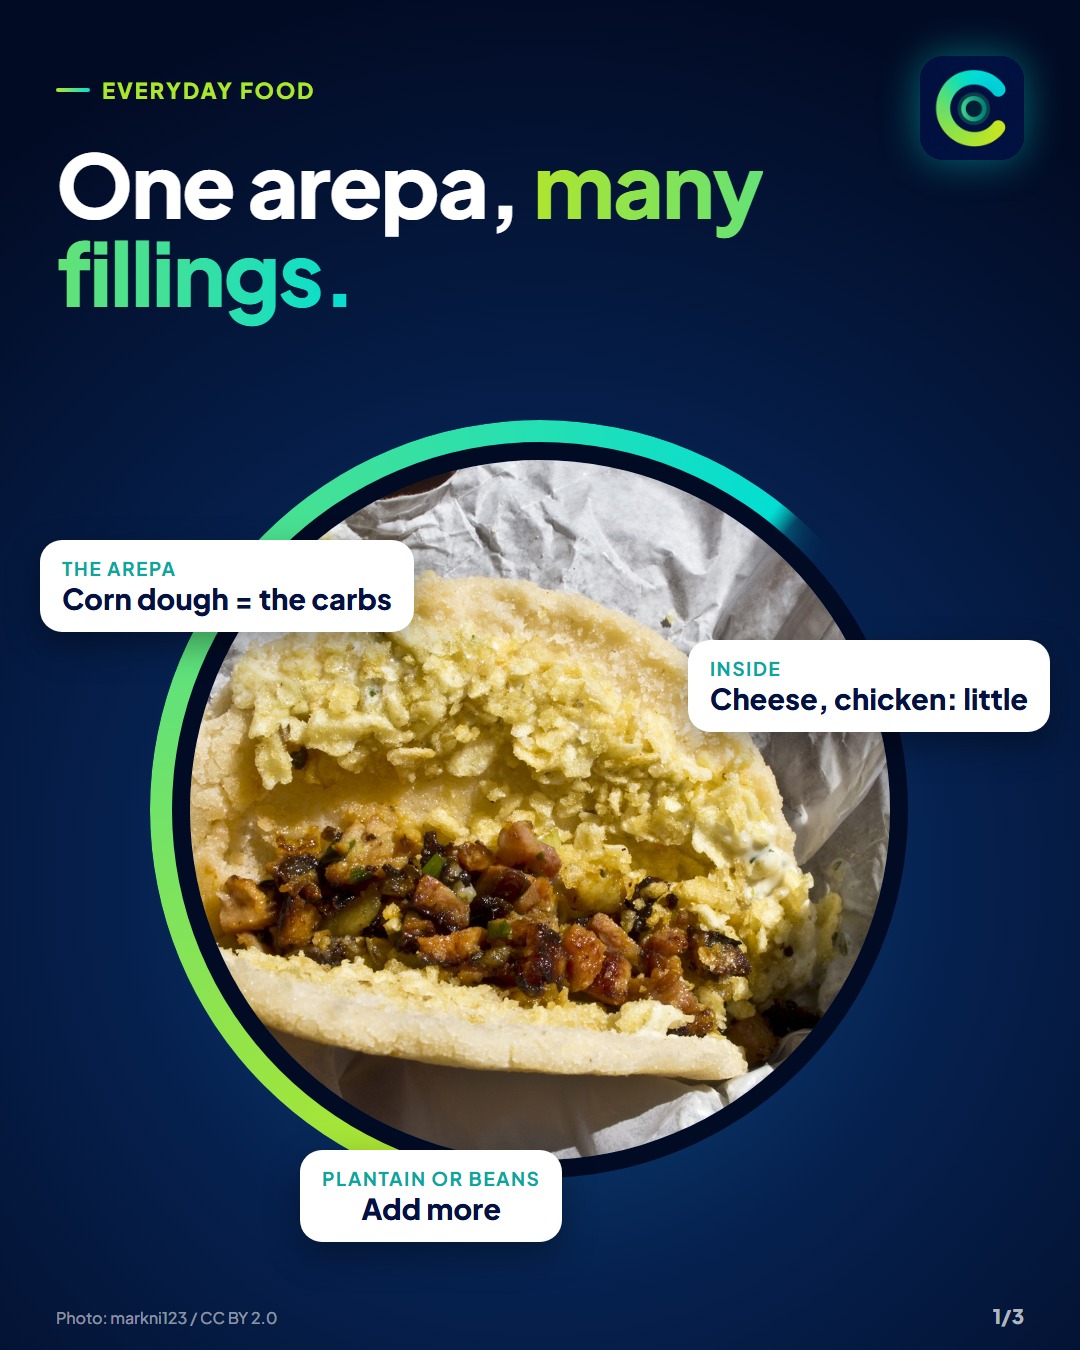 EVERYDAY FOOD
One arepa, many
fillings.
THE AREPA
Corn dough = the carbs
INSIDE
Cheese, chicken: little
PLANTAIN OR BEANS
Add more
Photo: markni123 / CC BY 2.0
1/3